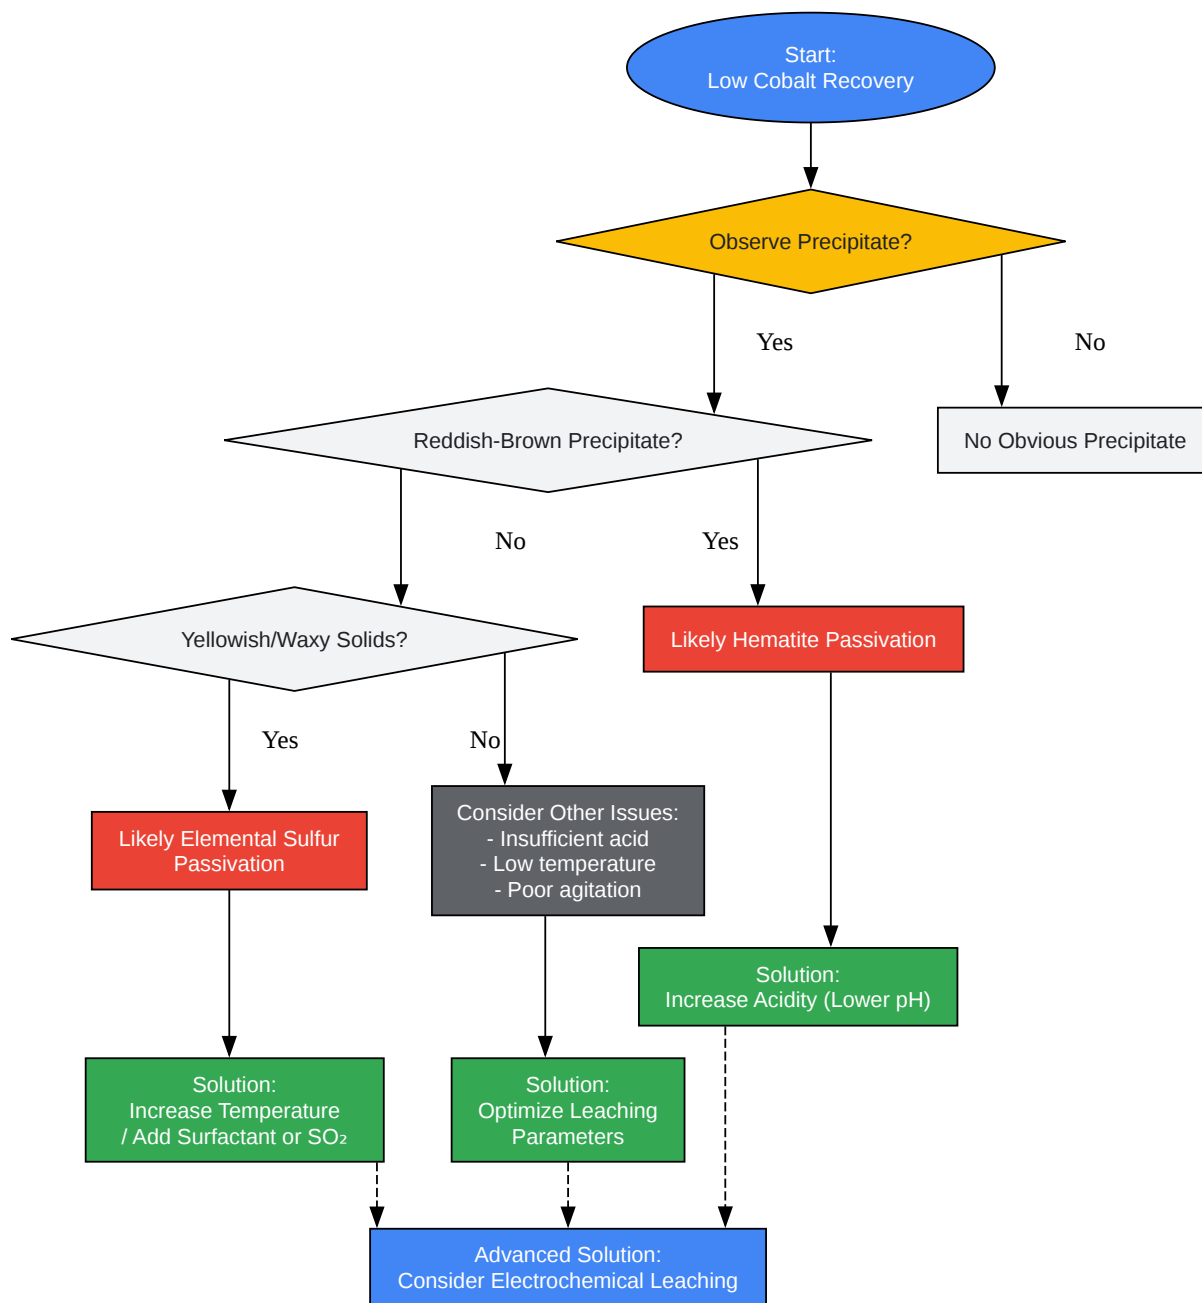 Start:
Low Cobalt Recovery
Observe Precipitate?
Yes
No
Reddish-Brown Precipitate?
No Obvious Precipitate
No
Yes
Yellowish/Waxy Solids?
Likely Hematite Passivation
Yes
No
Likely Elemental Sulfur
Passivation
Consider Other Issues:
- Insufficient acid
- Low temperature
- Poor agitation
Solution:
Increase Acidity (Lower pH)
Solution:
Increase Temperature
/ Add Surfactant or SO₂
Solution:
Optimize Leaching
Parameters
Advanced Solution:
Consider Electrochemical Leaching